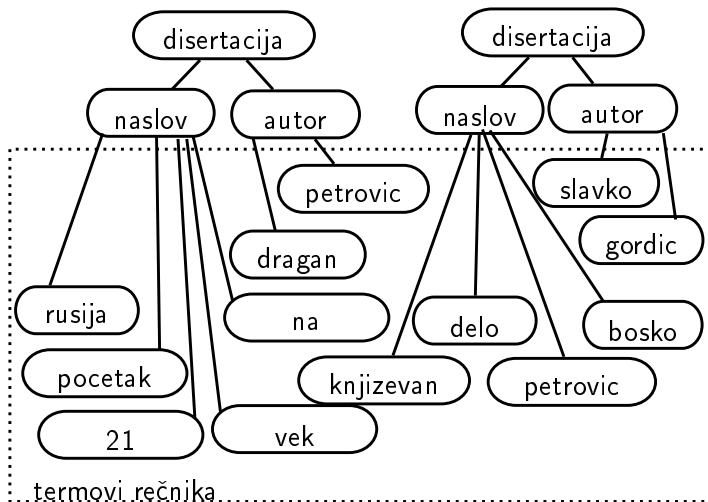 disertacija
disertacija
naslov
autor
naslov
autor
petrovic
slavko
dragan
gordic
rusija
na
delo
bosko
pocetak
knjizevan
petrovic
21
vek
termovi rečnika